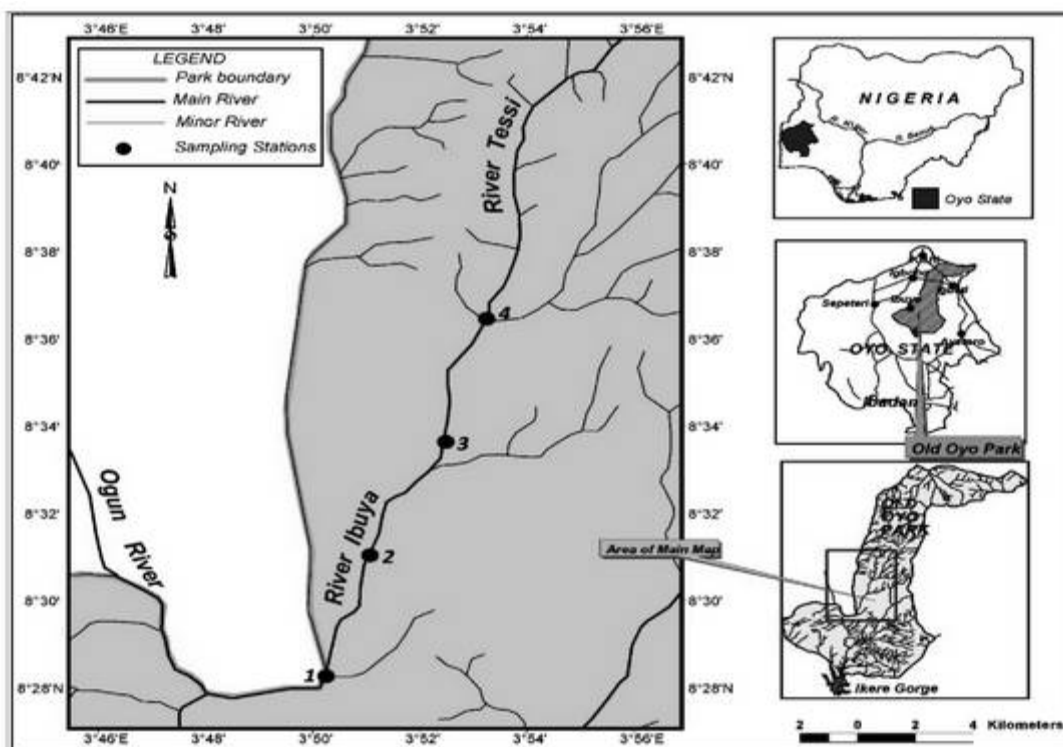 3°46'E 3°48' 3°50' 3°52' 3°54' 3°56'E
LEGEND
Park boundary
Main River
Minor River
Sampling Stations
8°42'N
8°40'
8°38'
8°36'
8°34'
8°32'
8°30'
8°28'N
N
River Tessi
4
3
River Ibuya
2
1
Ogun River
8°42'N
8°40'
8°38'
8°36'
8°34'
8°32'
8°30'
8°28'N
3°46'E 3°48' 3°50' 3°52' 3°54' 3°56'E
NIGERIA
Oyo State
Sepeteri
OYO STATE
Ibadan
Old Oyo Park
OLD
OYO
PARK
Area of Main Map
Ikere Gorge
2 0 2 4 Kilometers